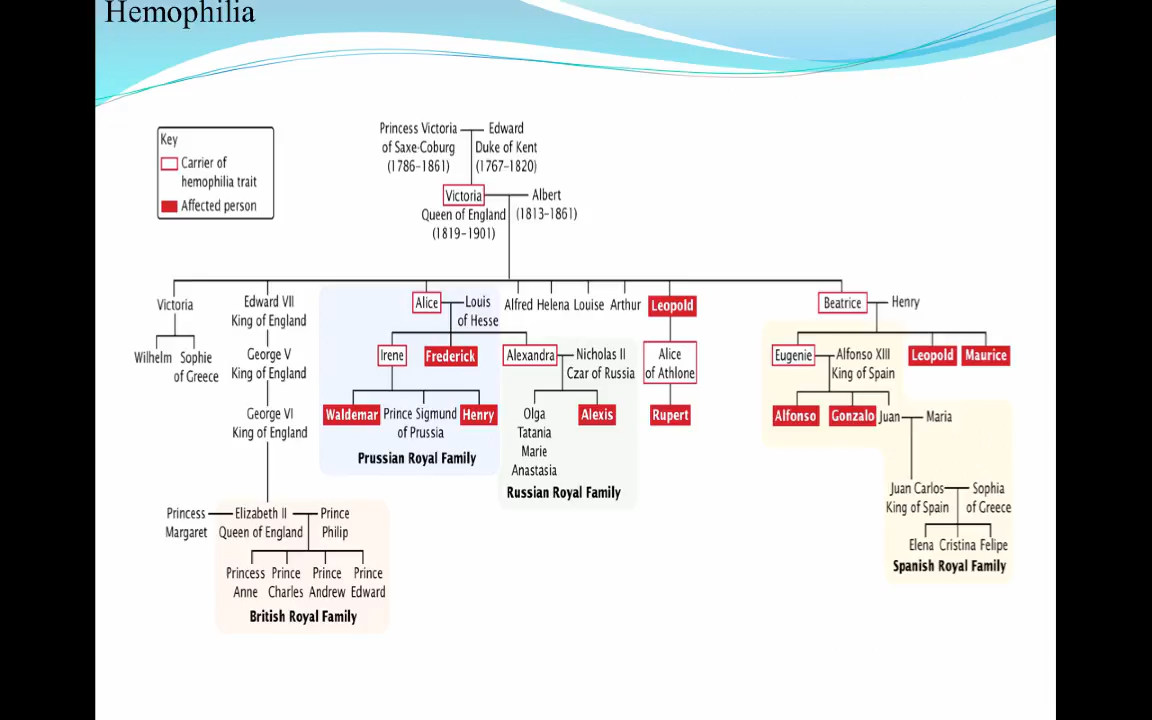 Hemophilia
Key
Carrier of
hemophilia trait
Affected person
Princess Victoria
of Saxe-Coburg
(1786-1861)
Edward
Duke of Kent
(1767-1820)
Victoria
Queen of England
(1819-1901)
Albert
(1813-1861)
Victoria
Edward VII
King of England
Alice
Louis
of Hesse
Alfred
Helena
Louise
Arthur
Leopold
Beatrice
Henry
Wilhelm
Sophie
of Greece
George V
King of England
Irene
Frederick
Alexandra
Nicholas II
Czar of Russia
Alice
of Athlone
Eugenie
Alfonso XIII
King of Spain
Leopold
Maurice
George VI
King of England
Waldemar
Prince Sigmund
of Prussia
Henry
Prussian Royal Family
Olga
Tatania
Marie
Anastasia
Alexis
Russian Royal Family
Rupert
Alfonso
Gonzalo
Juan
Maria
Juan Carlos
King of Spain
Sophia
of Greece
Elena
Cristina
Felipe
Spanish Royal Family
Princess
Margaret
Elizabeth II
Queen of England
Prince
Philip
Princess
Anne
Prince
Charles
Prince
Andrew
Prince
Edward
British Royal Family